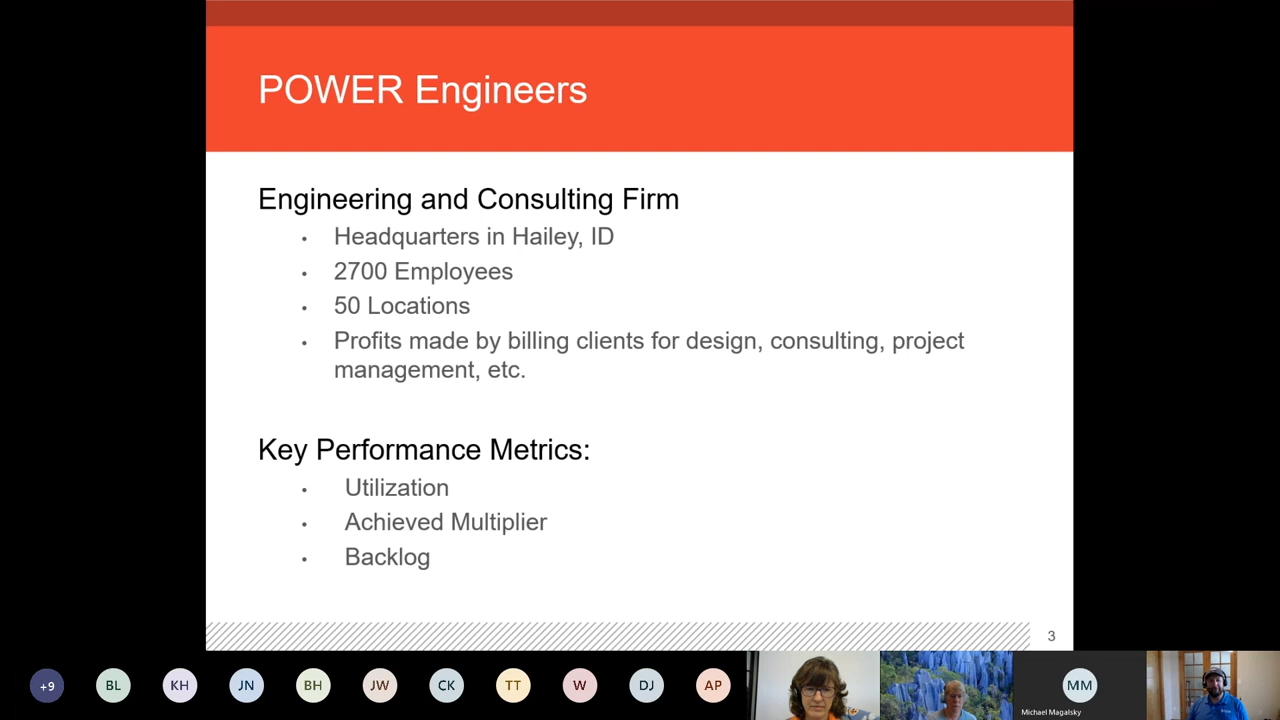 POWER Engineers
Engineering and Consulting Firm
• Headquarters in Hailey, ID
• 2700 Employees
• 50 Locations
• Profits made by billing clients for design, consulting, project
management, etc.
Key Performance Metrics:
• Utilization
• Achieved Multiplier
• Backlog
3
+9 BL KH JN BH JW CK TT W DJ AP MM
Michael Magalsky